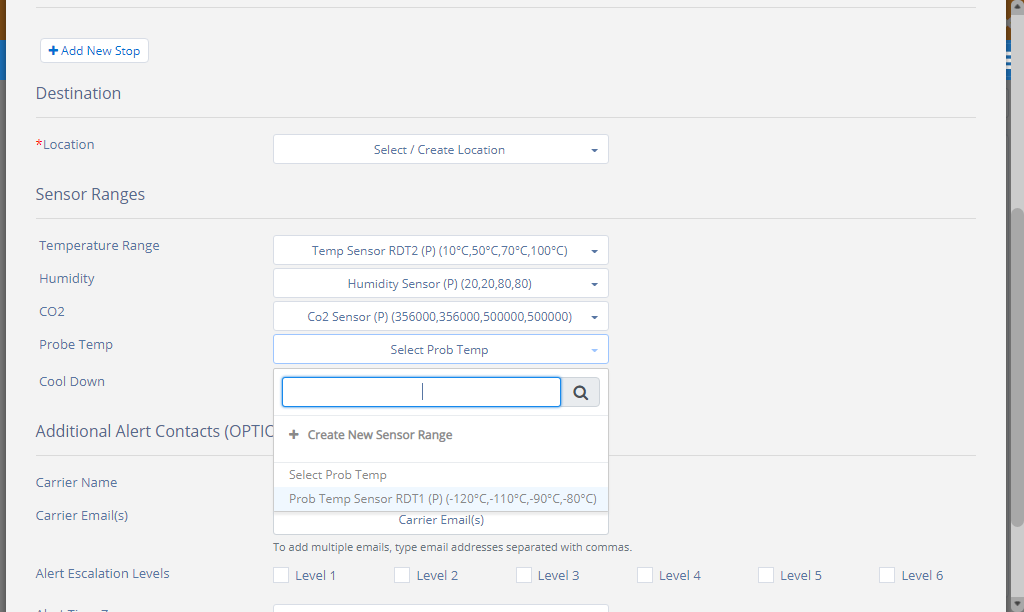 Add New Stop
Destination
*Location
Select / Create Location
Sensor Ranges
Temperature Range
Temp Sensor RDT2 (P) (10°C,50°C,70°C,100°C)
Humidity
Humidity Sensor (P) (20,20,80,80)
CO2
Co2 Sensor (P) (356000,356000,500000,500000)
Probe Temp
Select Prob Temp
Cool Down
Create New Sensor Range
Select Prob Temp
Prob Temp Sensor RDT1 (P) (-120°C,-110°C,-90°C,-80°C)
Additional Alert Contacts (OPTIO
Carrier Name
Carrier Email(s)
Carrier Email(s)
To add multiple emails, type email addresses separated with commas.
Alert Escalation Levels
Level 1
Level 2
Level 3
Level 4
Level 5
Level 6